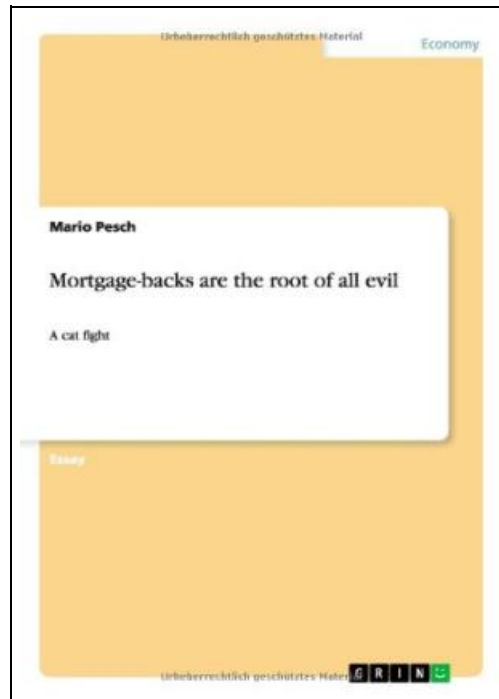 Urheberrechtlich geschütztes Material
Economy
Mario Pesch
Mortgage-backs are the root of all evil
A cat fight
Essay
Urheberrechtlich geschütztes Mater
G R I N